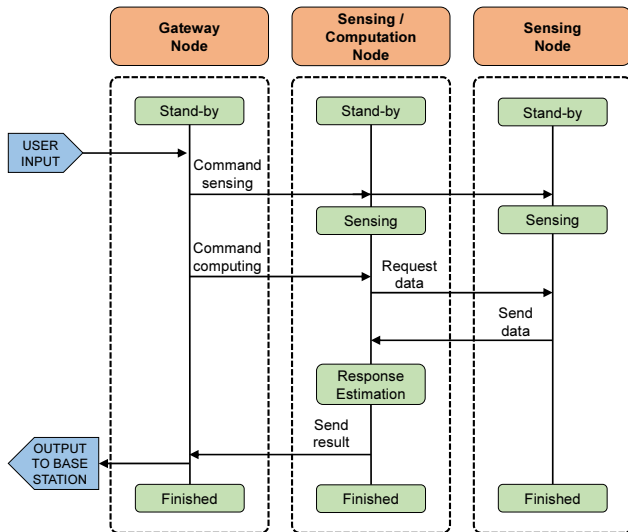 Gateway
Node
Sensing /
Computation
Node
Sensing
Node
Stand-by
Stand-by
Stand-by
USER
INPUT
Command
sensing
Sensing
Sensing
Command
computing
Request
data
Send
data
Response
Estimation
Send
result
OUTPUT
TO BASE
STATION
Finished
Finished
Finished